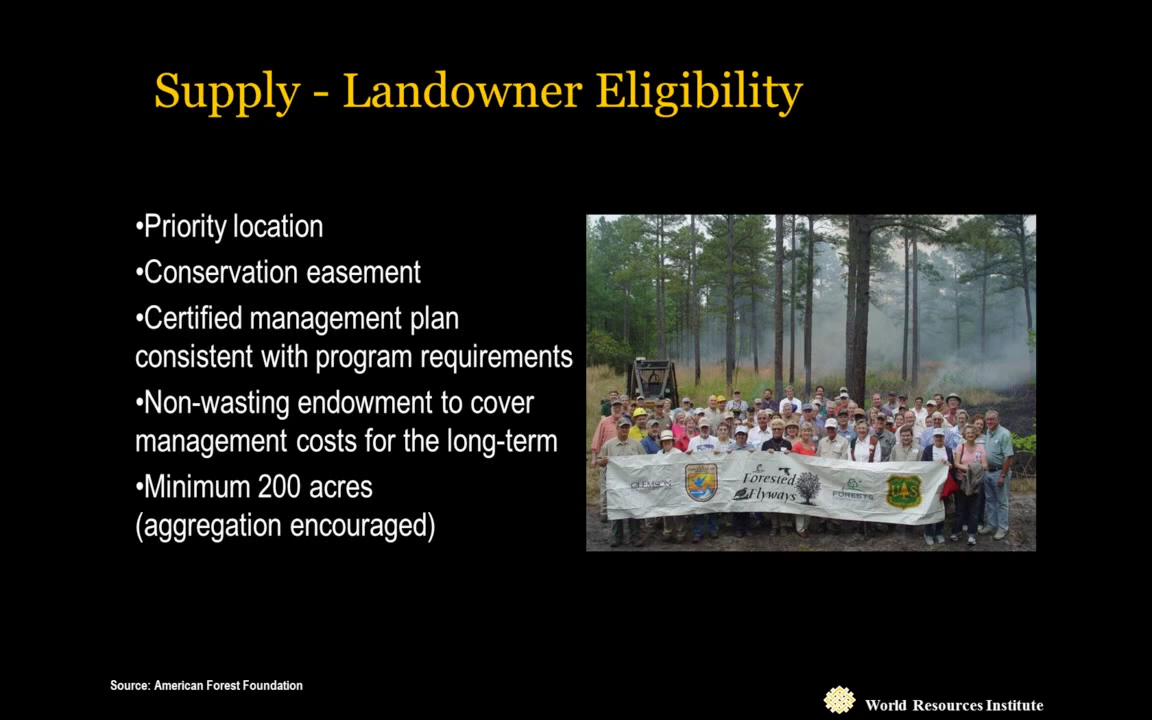 Supply - Landowner Eligibility
•Priority location
•Conservation easement
•Certified management plan
consistent with program requirements
•Non-wasting endowment to cover
management costs for the long-term
•Minimum 200 acres
(aggregation encouraged)
CLEMSON
Forested
Flyways
FORESTS
UAS
Source: American Forest Foundation
World Resources Institute